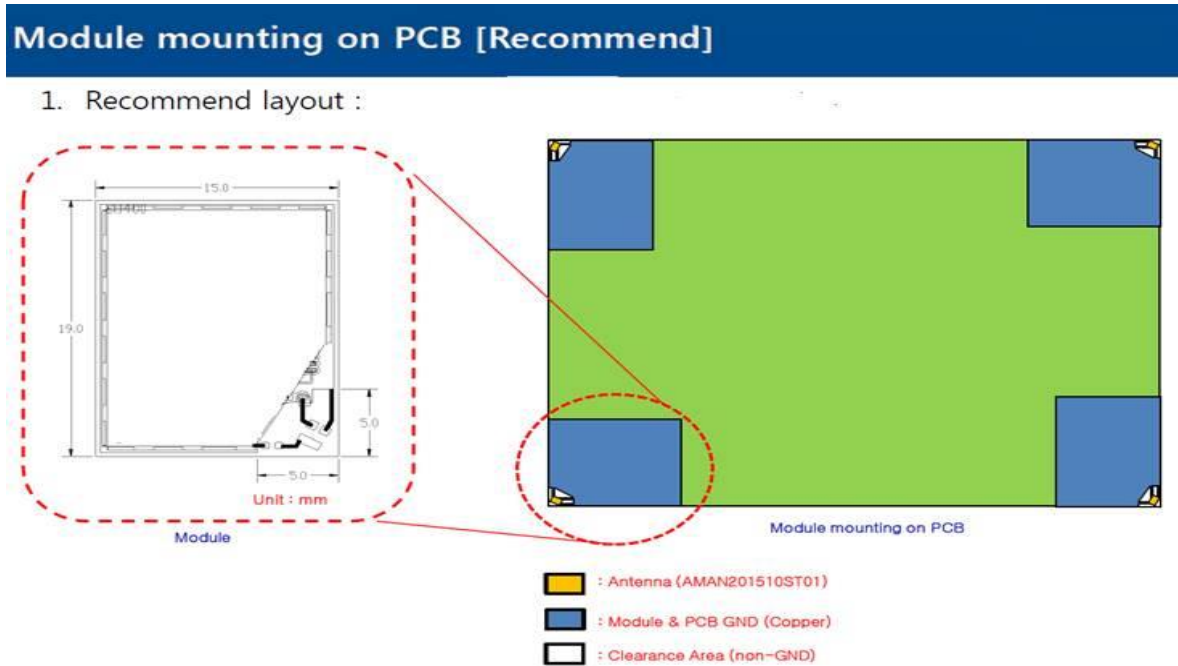 Module mounting on PCB [Recommend]
1. Recommend layout :
15.0
19.0
5.0
5.0
Unit : mm
Module
Module mounting on PCB
: Antenna (AMAN201510ST01)
: Module & PCB GND (Copper)
: Clearance Area (non-GND)